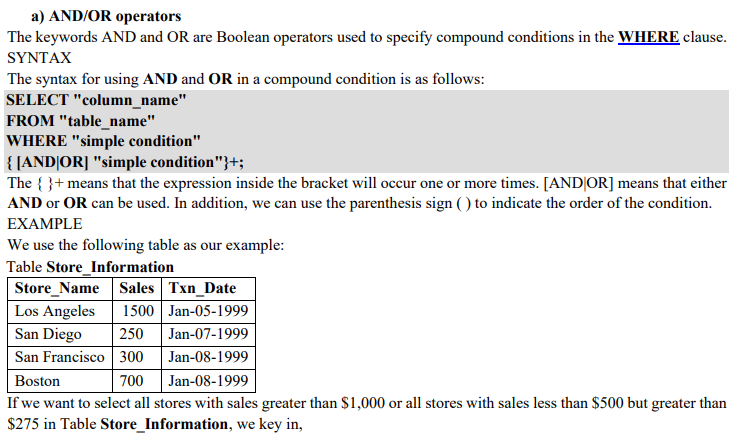 a) AND/OR operators
The keywords AND and OR are Boolean operators used to specify compound conditions in the WHERE clause.
SYNTAX
The syntax for using AND and OR in a compound condition is as follows:
SELECT "column_name"
FROM "table_name"
WHERE "simple condition"
{ [AND|OR] "simple condition"}+;
The { }+ means that the expression inside the bracket will occur one or more times. [AND|OR] means that either
AND or OR can be used. In addition, we can use the parenthesis sign ( ) to indicate the order of the condition.
EXAMPLE
We use the following table as our example:
Table Store_Information
Store_Name Sales Txn_Date
Los Angeles 1500 Jan-05-1999
San Diego 250 Jan-07-1999
San Francisco 300 Jan-08-1999
Boston 700 Jan-08-1999
If we want to select all stores with sales greater than $1,000 or all stores with sales less than $500 but greater than
$275 in Table Store_Information, we key in,